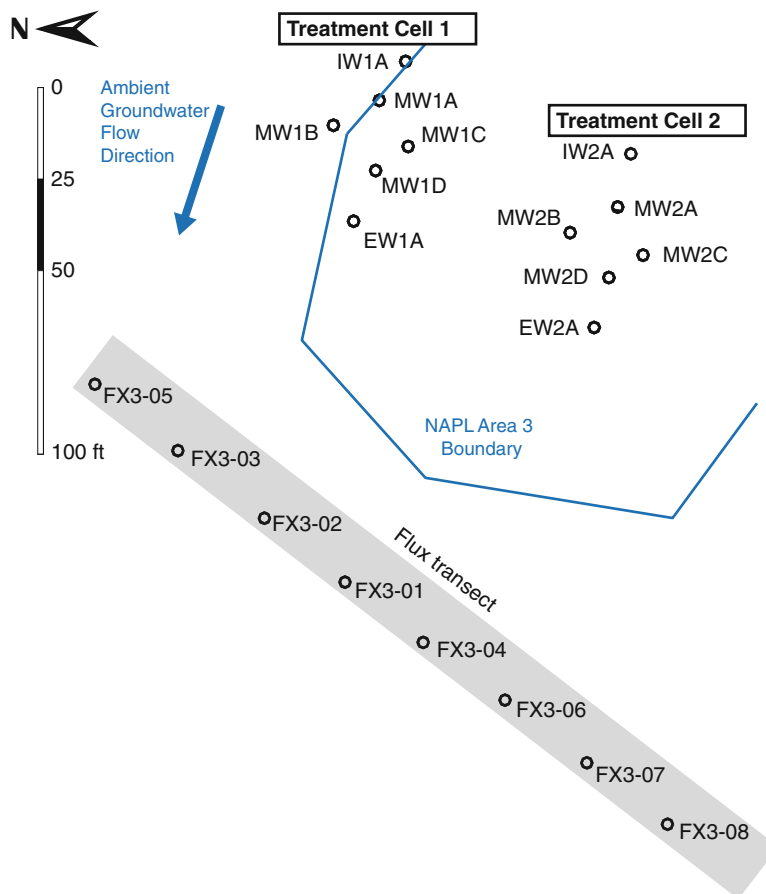 N
Treatment Cell 1
IW1A
0
Ambient
Groundwater
Flow
Direction
MW1A
MW1B
MW1C
Treatment Cell 2
IW2A
MW1D
25
MW2A
MW2B
EW1A
MW2C
50
MW2D
EW2A
FX3-05
NAPL Area 3
Boundary
100 ft
FX3-03
FX3-02
Flux transect
FX3-01
FX3-04
FX3-06
FX3-07
FX3-08